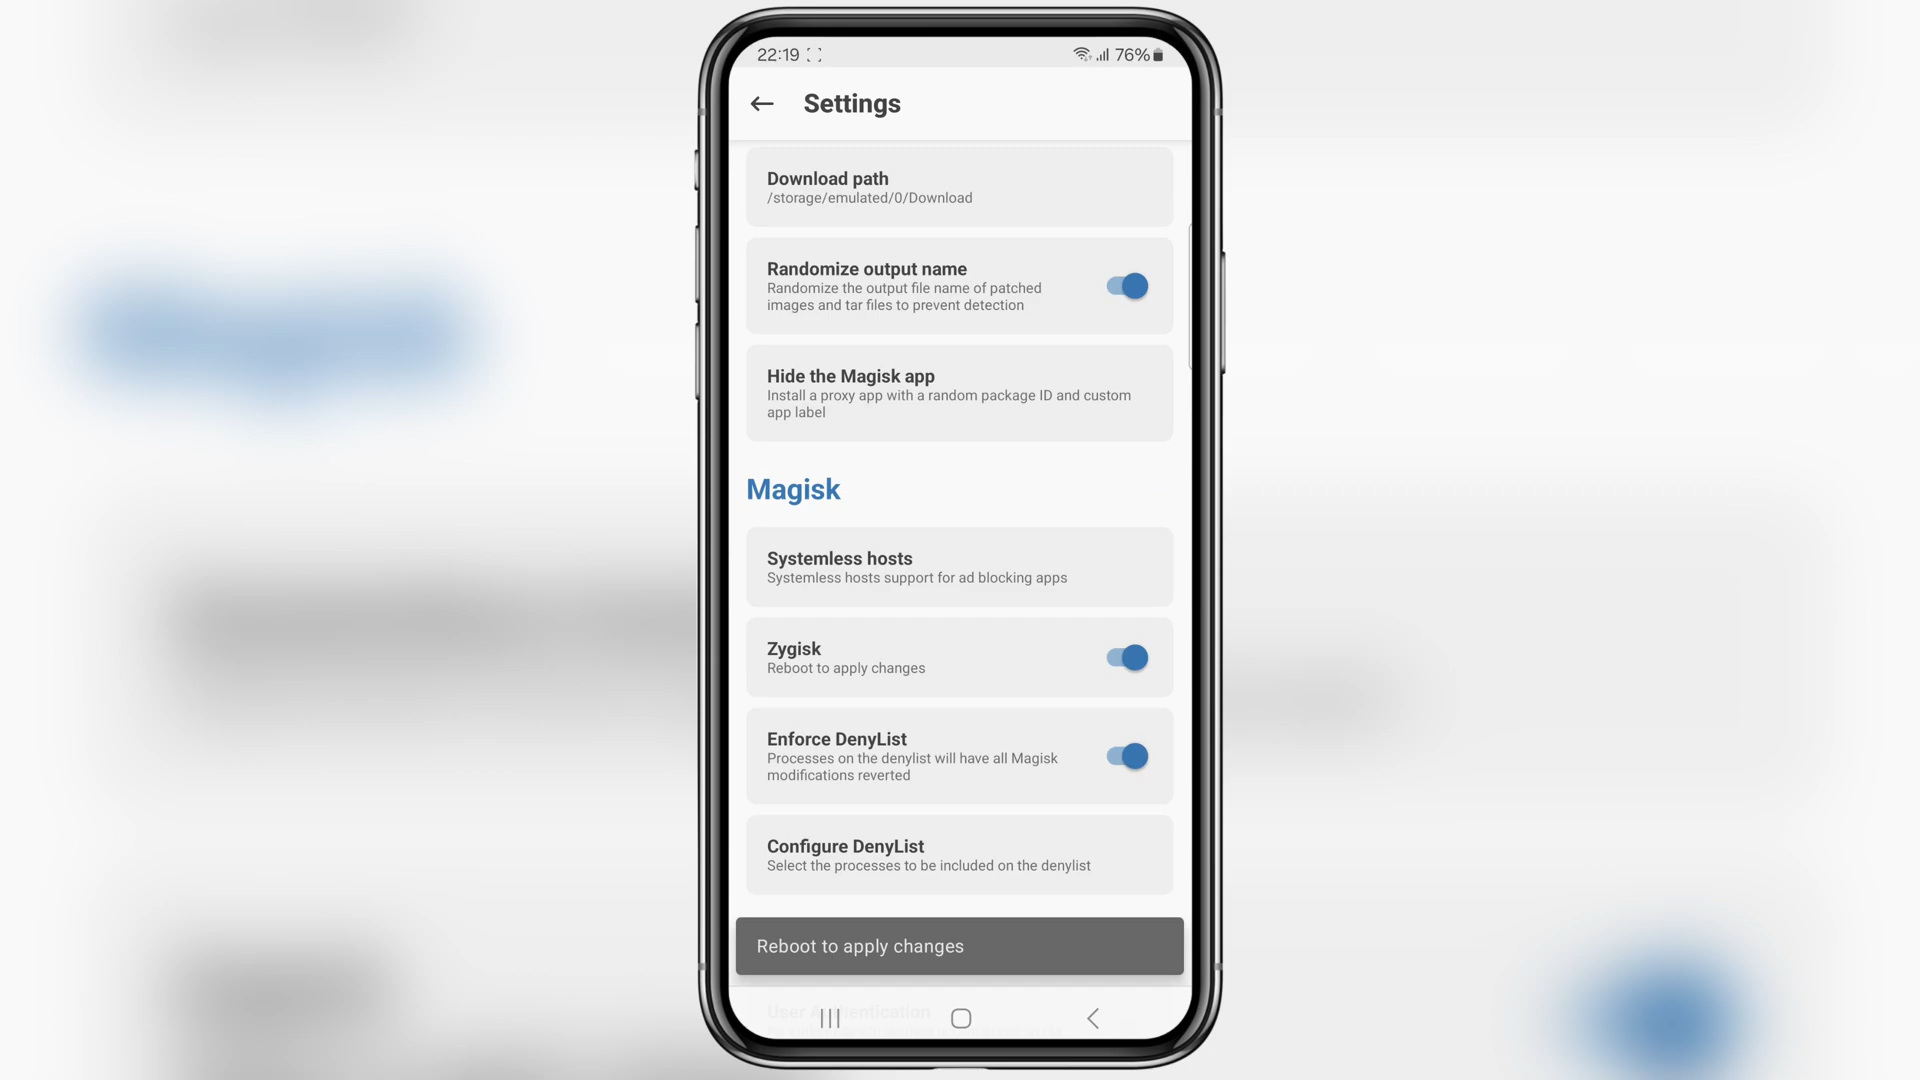 22:19
76%
Settings
Download path
/storage/emulated/0/Download
Randomize output name
Randomize the output file name of patched
images and tar files to prevent detection
Hide the Magisk app
Install a proxy app with a random package ID and custom
app label
Magisk
Systemless hosts
Systemless hosts support for ad blocking apps
Zygisk
Reboot to apply changes
Enforce DenyList
Processes on the denylist will have all Magisk
modifications reverted
Configure DenyList
Select the processes to be included on the denylist
Reboot to apply changes
User Authentication